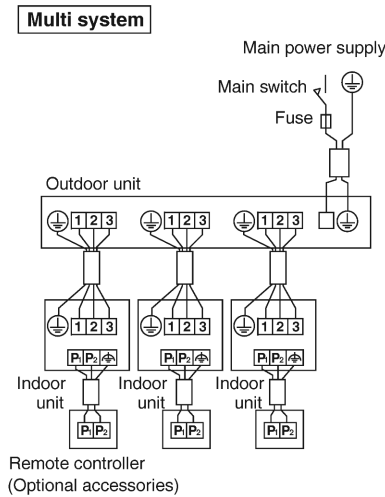 Multi system
Main power supply
Main switch
Fuse
Outdoor unit
1 2 3 1 2 3 1 2 3
1 2 3 1 2 3 1 2 3
P1 P2 P1 P2 P1 P2
Indoor unit Indoor unit Indoor unit
P1 P2 P1 P2 P1 P2
Remote controller
(Optional accessories)